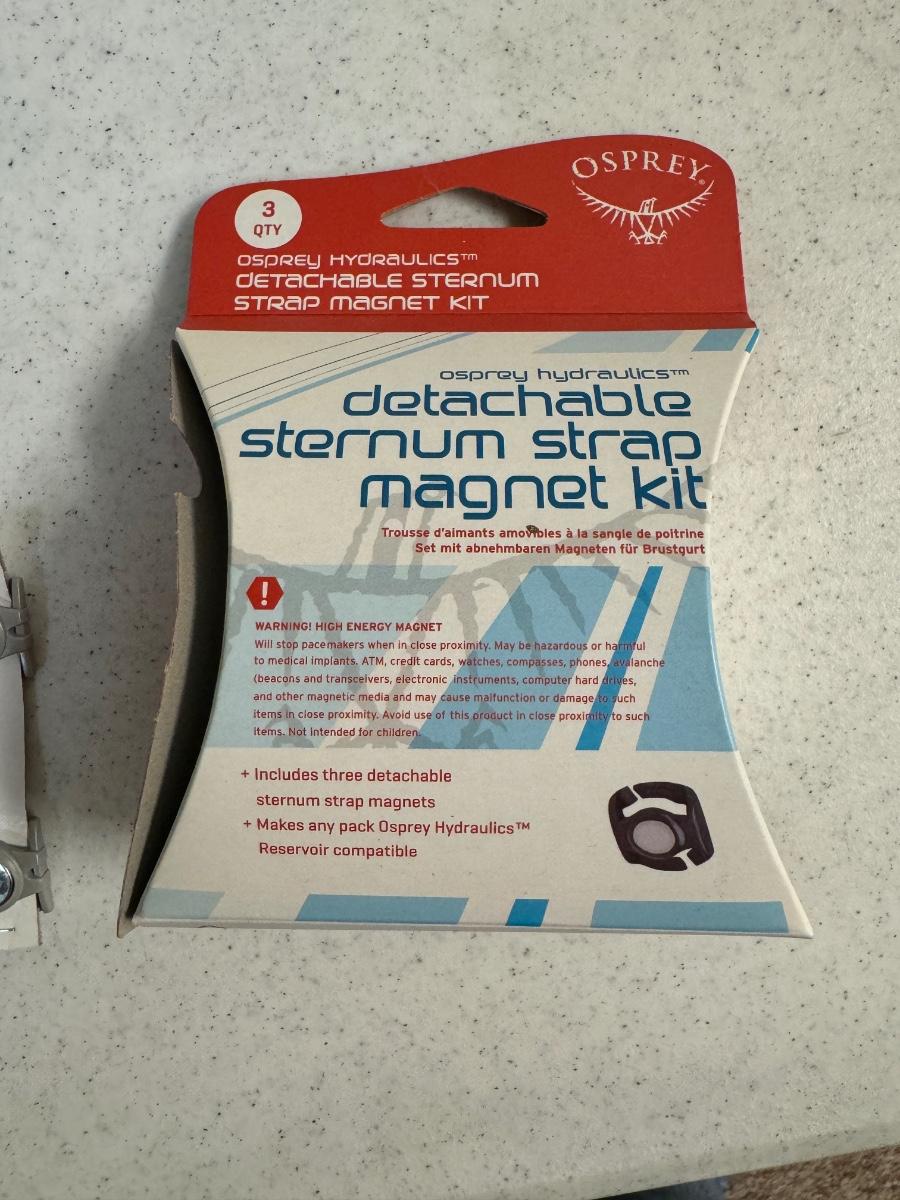 OSPREY®
3
QTY
OSPREY HYDRAULICS™
DETACHABLE STERNUM
STRAP MAGNET KIT
osprey hydraulics™
detachable
sternum strap
magnet kit
Trousse d'aimants amovibles à la sangle de poitrine
Set mit abnehmbaren Magneten für Brustgurt
!
WARNING! HIGH ENERGY MAGNET
Will stop pacemakers when in close proximity. May be hazardous or harmful
to medical implants. ATM, credit cards, watches, compasses, phones, avalanche
(beacons and transceivers, electronic instruments, computer hard drives,
and other magnetic media and may cause malfunction or damage to such
items in close proximity. Avoid use of this product in close proximity to such
items. Not intended for children.
+ Includes three detachable
sternum strap magnets
+ Makes any pack Osprey Hydraulics™
Reservoir compatible